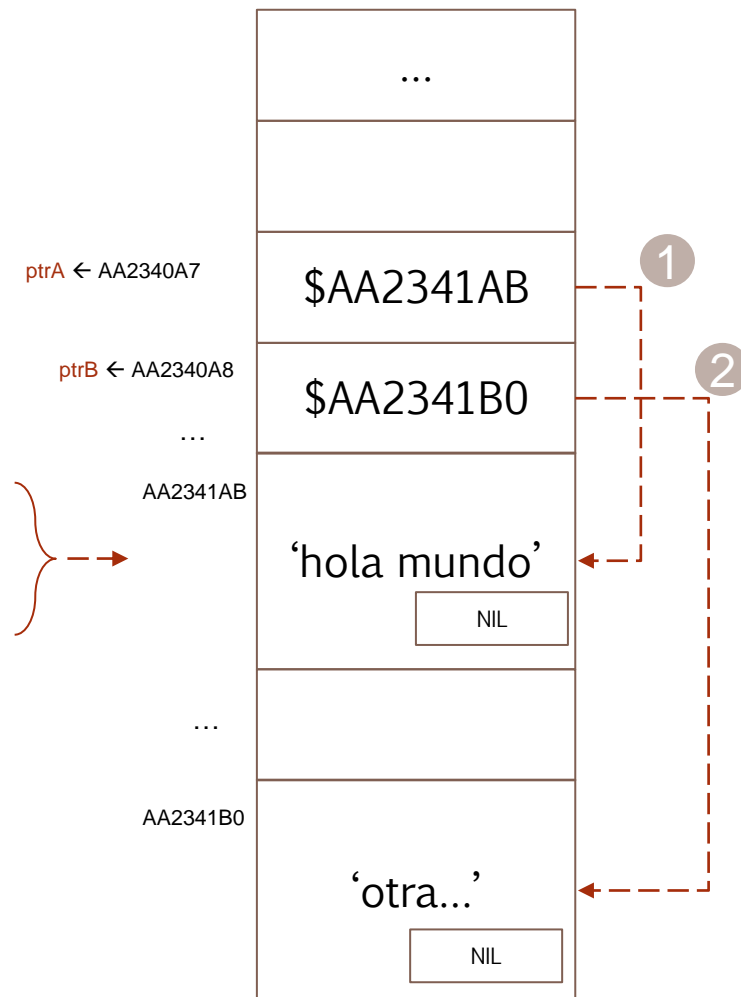 ...
ptrA ← AA2340A7
$AA2341AB
1
ptrB ← AA2340A8
$AA2341B0
2
...
AA2341AB
‘hola mundo’
NIL
...
AA2341B0
‘otra...’
NIL